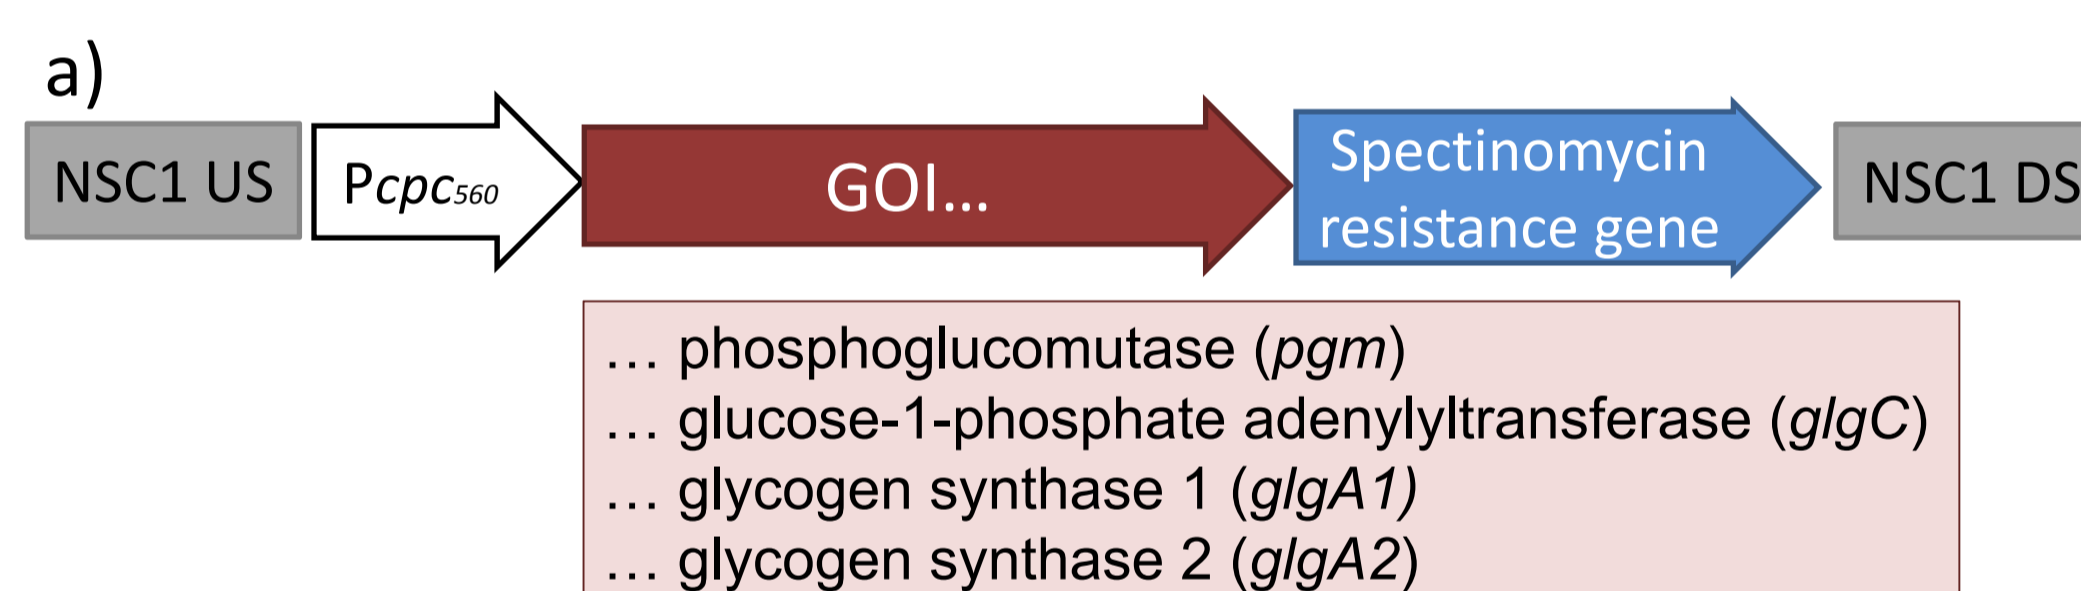 a)
NSC1 US
Pcpc560
GOI...
Spectinomycin
resistance gene
NSC1 DS
... phosphoglucomutase (pgm)
... glucose-1-phosphate adenylyltransferase (glgC)
... glycogen synthase 1 (glgA1)
... glycogen synthase 2 (glgA2)